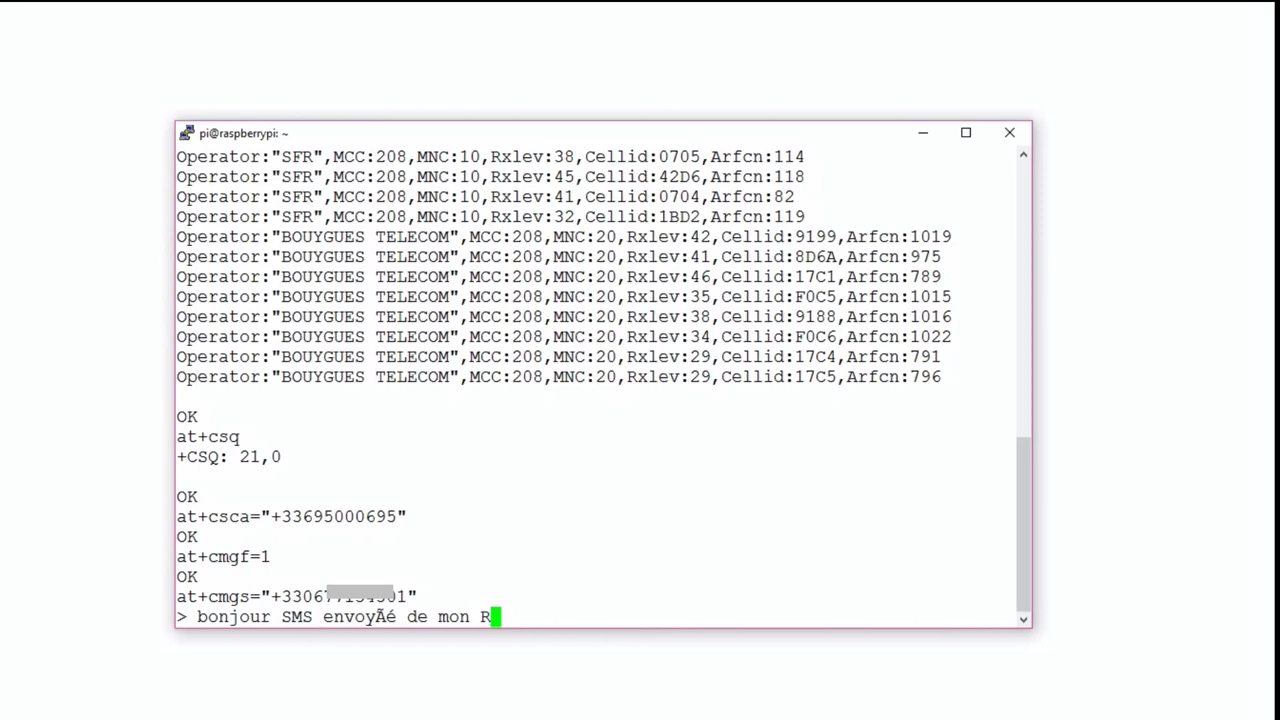 pi@raspberrypi: ~
Operator:"SFR",MCC:208,MNC:10,Rxlev:38,Cellid:0705,Arfcn:114
Operator:"SFR",MCC:208,MNC:10,Rxlev:45,Cellid:42D6,Arfcn:118
Operator:"SFR",MCC:208,MNC:10,Rxlev:41,Cellid:0704,Arfcn:82
Operator:"SFR",MCC:208,MNC:10,Rxlev:32,Cellid:1BD2,Arfcn:119
Operator:"BOUYGUES TELECOM",MCC:208,MNC:20,Rxlev:42,Cellid:9199,Arfcn:1019
Operator:"BOUYGUES TELECOM",MCC:208,MNC:20,Rxlev:41,Cellid:8D6A,Arfcn:975
Operator:"BOUYGUES TELECOM",MCC:208,MNC:20,Rxlev:46,Cellid:17C1,Arfcn:789
Operator:"BOUYGUES TELECOM",MCC:208,MNC:20,Rxlev:35,Cellid:F0C5,Arfcn:1015
Operator:"BOUYGUES TELECOM",MCC:208,MNC:20,Rxlev:38,Cellid:9188,Arfcn:1016
Operator:"BOUYGUES TELECOM",MCC:208,MNC:20,Rxlev:34,Cellid:F0C6,Arfcn:1022
Operator:"BOUYGUES TELECOM",MCC:208,MNC:20,Rxlev:29,Cellid:17C4,Arfcn:791
Operator:"BOUYGUES TELECOM",MCC:208,MNC:20,Rxlev:29,Cellid:17C5,Arfcn:796
OK
at+csq
+CSQ: 21,0
OK
at+csca="+33695000695"
OK
at+cmgf=1
OK
> bonjour SMS envoyÃé de mon R